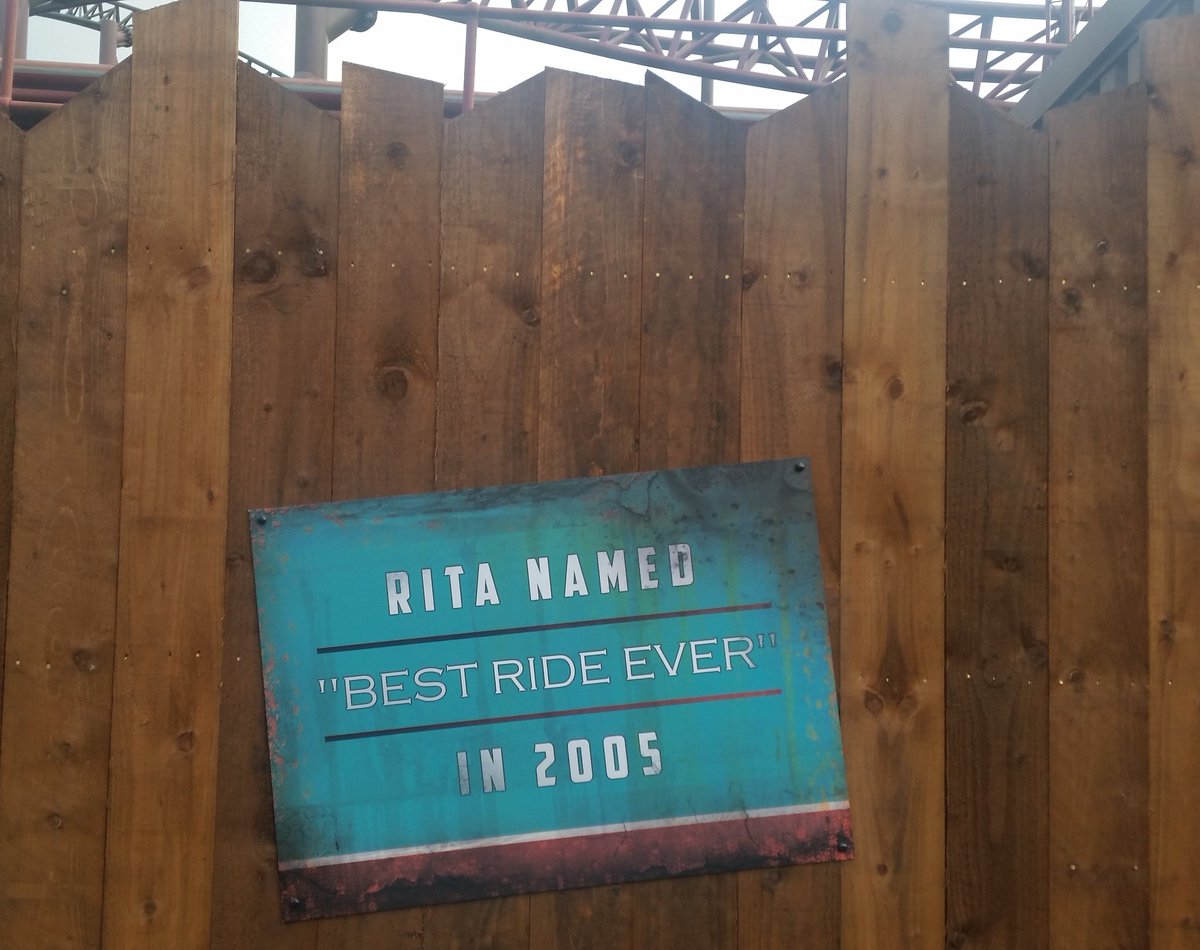 RITA NAMED
"BEST RIDE EVER"
IN 2005